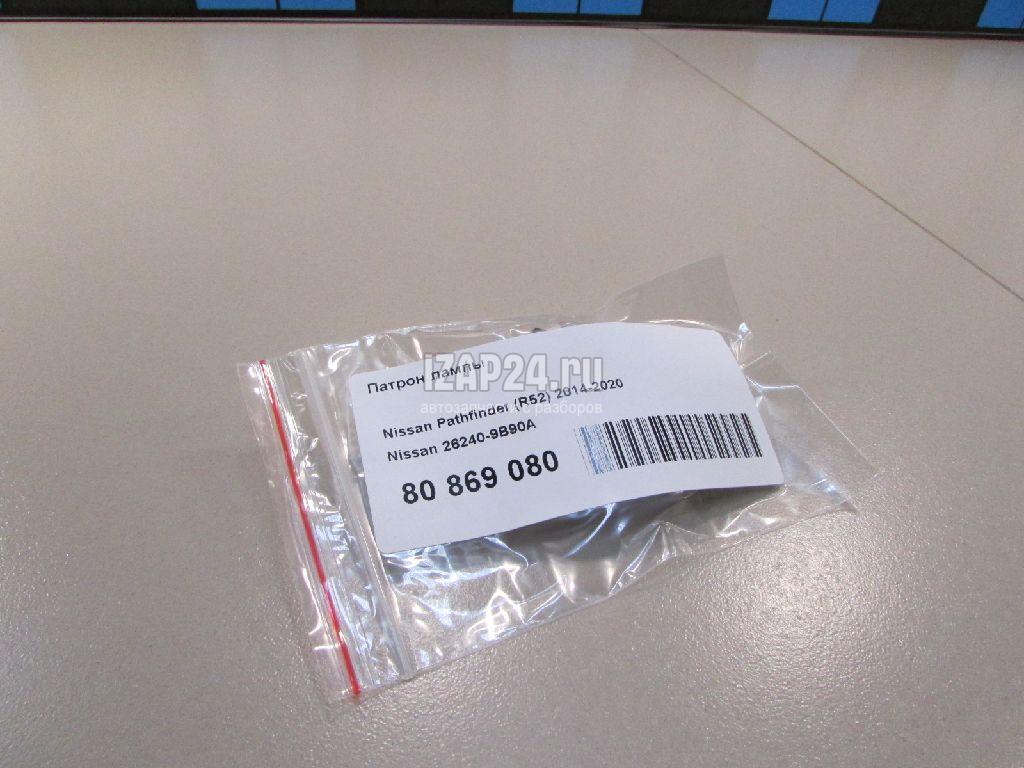 Патрон лампы
iZAP24.ru
автозапчасти с разборов
Nissan Pathfinder (R52) 2014-2020
Nissan 26240-9B90A
80 869 080